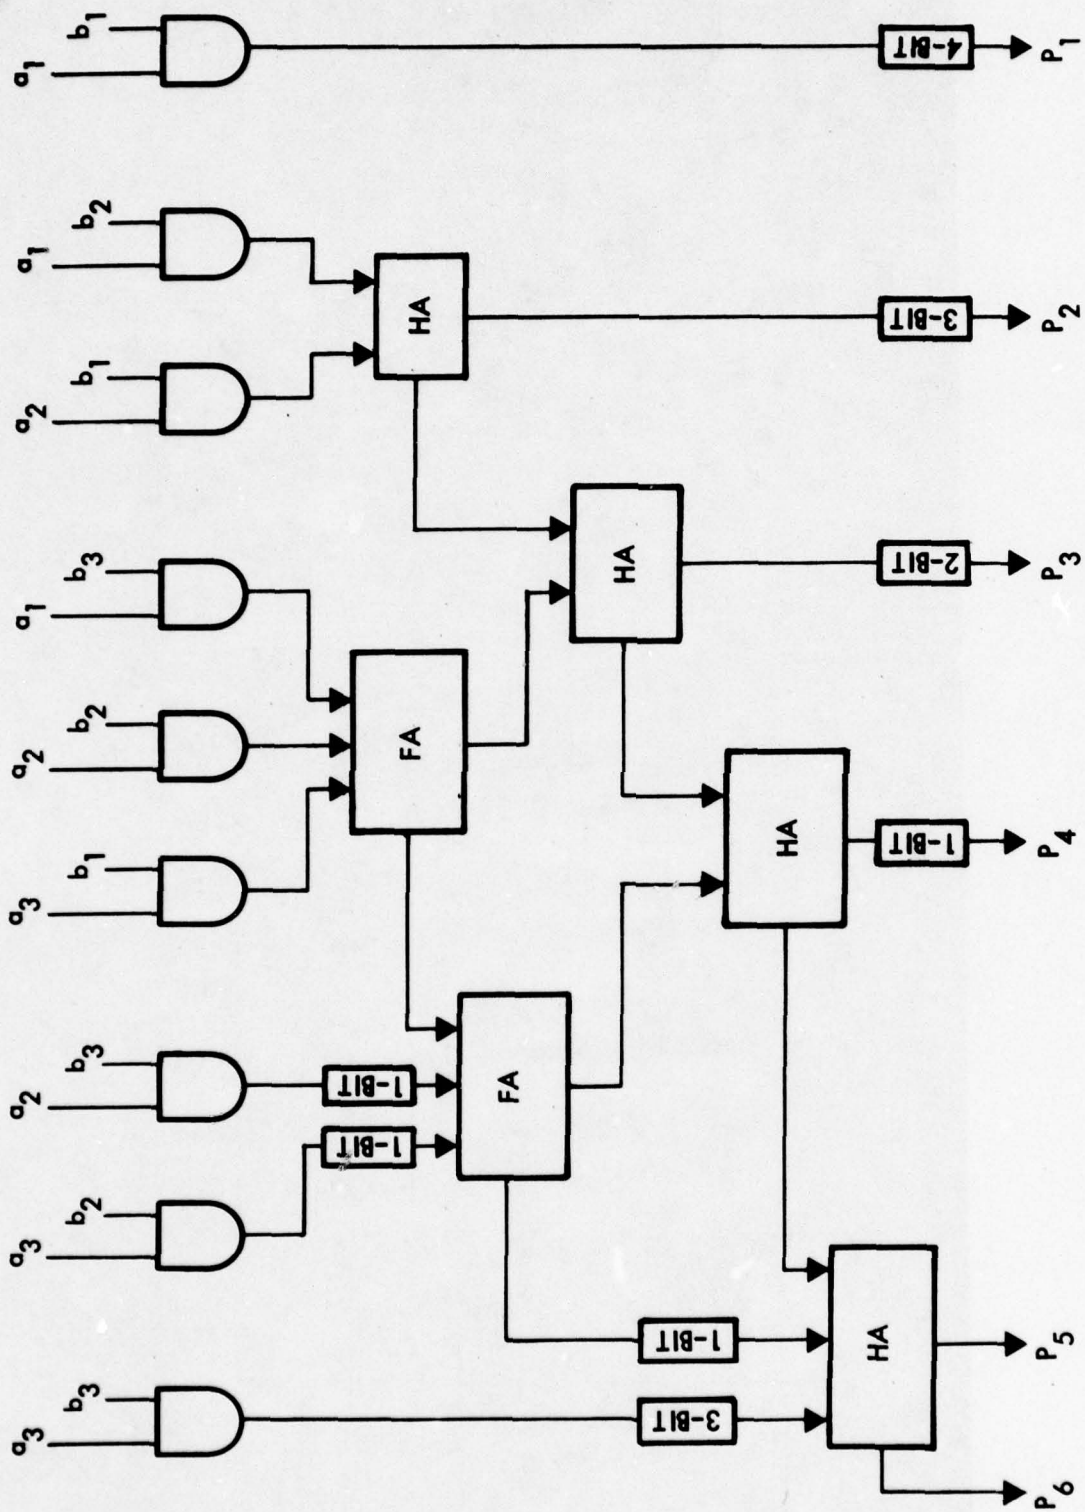 a3 b3 a3 b2 a2 b3 a3 b1 a2 b2 a1 b3 a2 b1 a1 b2 a1 b1
HA
FA
1-BIT
1-BIT
FA
HA
HA
3-BIT
1-BIT
HA
1-BIT
2-BIT
3-BIT
4-BIT
P6 P5 P4 P3 P2 P1